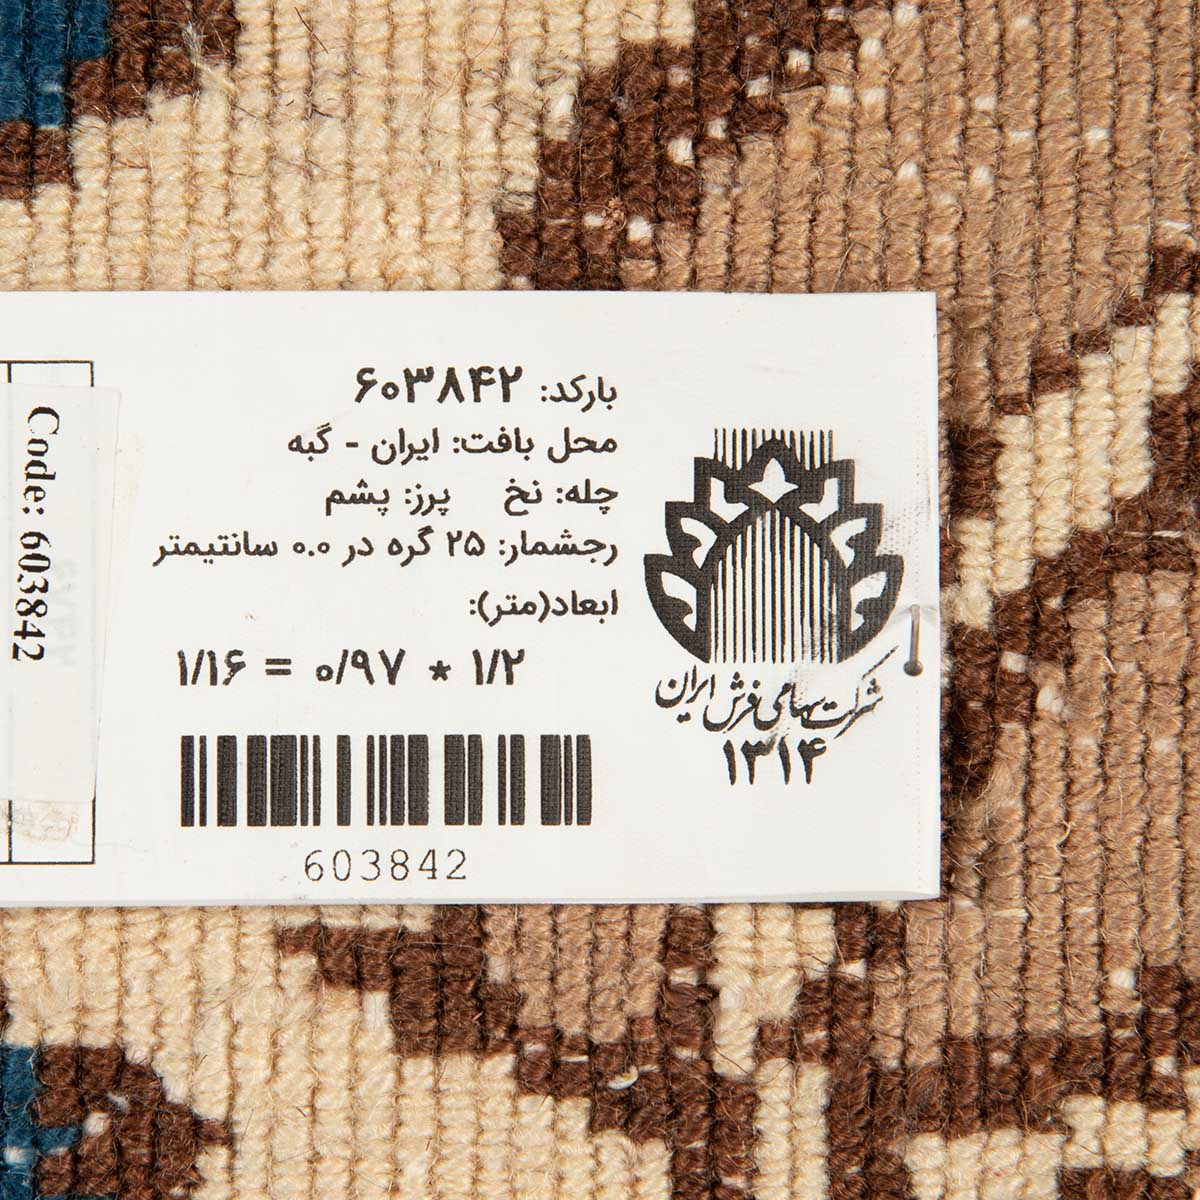 بارکد: ۶۰۳۸۴۲
محل بافت: ایران - گبه
چله: نخ پرز: پشم
رجشمار: ۲۵ گره در ۰.۰ سانتیمتر
ابعاد(متر):
۱/۱۶ = ۰/۹۷ * ۱/۲
603842
شرکت سهامی فرش ایران
۱۳۱۴
Code: 603842